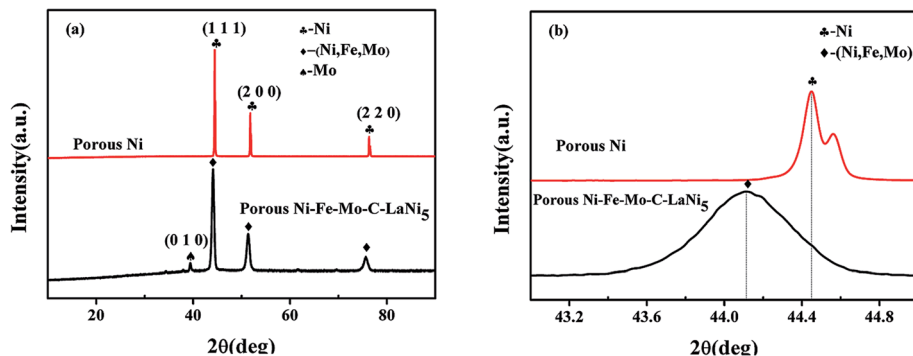 (a)
(1 1 1)
♣-Ni
♦-(Ni,Fe,Mo)
♠-Mo
(2 0 0)
(2 2 0)
Porous Ni
Porous Ni-Fe-Mo-C-LaNi5
(0 1 0)
Intensity(a.u.)
20 40 60 80
2θ(deg)
(b)
♣-Ni
♦-(Ni,Fe,Mo)
Porous Ni
Porous Ni-Fe-Mo-C-LaNi5
Intensity(a.u.)
43.2 44.0 44.4 44.8
2θ(deg)